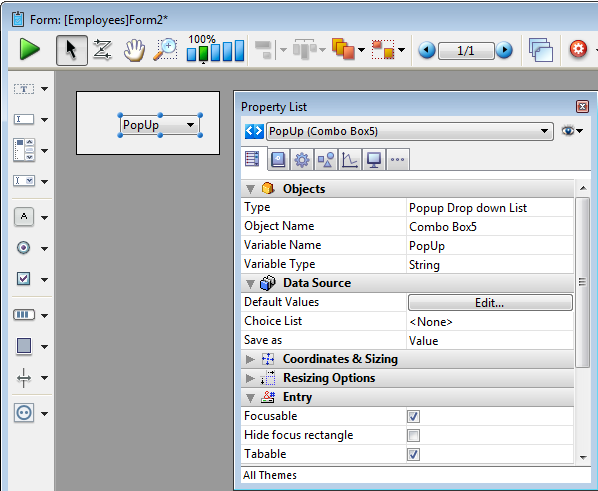 Form: [Employees]Form2*
100%
1/1
PopUp
Property List
PopUp (Combo Box5)
Objects
Type Popup Drop down List
Object Name Combo Box5
Variable Name PopUp
Variable Type String
Data Source
Default Values Edit...
Choice List <None>
Save as Value
Coordinates & Sizing
Resizing Options
Entry
Focusable
Hide focus rectangle
Tabable
All Themes